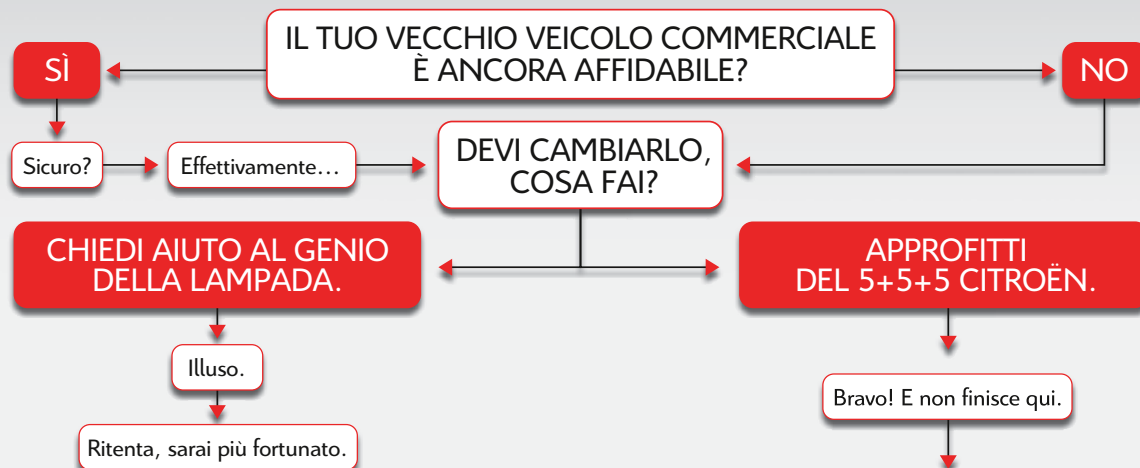 IL TUO VECCHIO VEICOLO COMMERCIALE
È ANCORA AFFIDABILE?
SÌ
NO
Sicuro?
Effettivamente...
DEVI CAMBIARLO,
COSA FAI?
CHIEDI AIUTO AL GENIO
DELLA LAMPADA.
APPROFITTI
DEL 5+5+5 CITROËN.
Illuso.
Bravo! E non finisce qui.
Ritenta, sarai più fortunato.